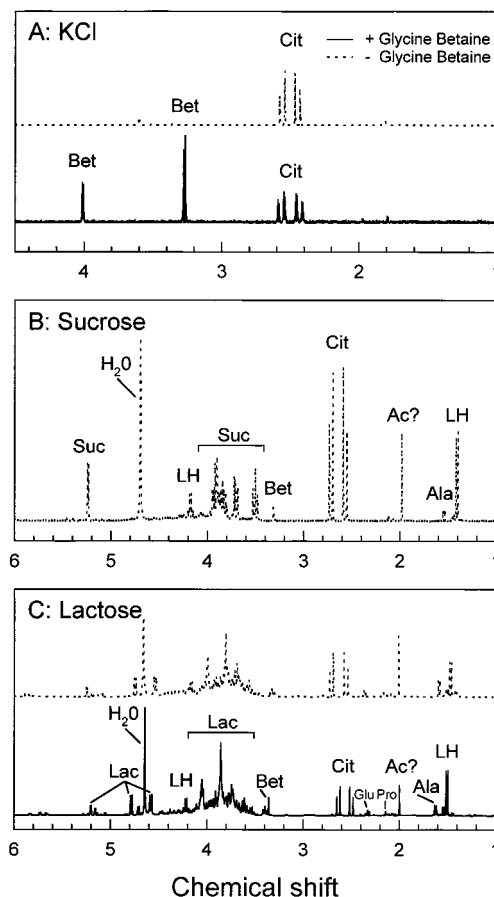 A: KCl
Cit
+ Glycine Betaine
- Glycine Betaine
Bet
Bet
Cit
4 3 2
B: Sucrose
H20
Cit
Suc
Suc
LH
Bet
Ac?
LH
Ala
6 5 4 3 2 1
C: Lactose
H20
Lac
Lac
LH
Bet
Cit
Glu Pro
Ac?
Ala
LH
6 5 4 3 2 1
Chemical shift